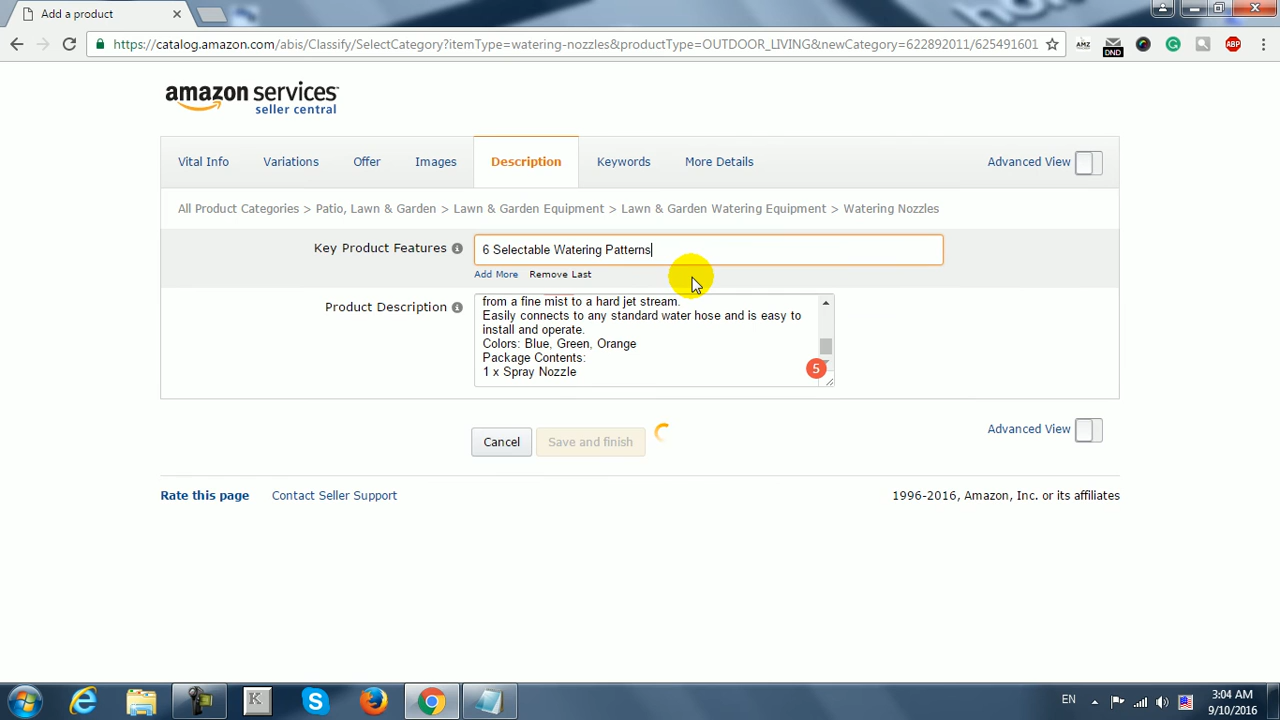 Add a product
https://catalog.amazon.com/abis/Classify/SelectCategory?itemType=watering-nozzles&productType=OUTDOOR_LIVING&newCategory=622892011/625491601
AMZ
DND
ABP
amazon services
seller central
Vital Info
Variations
Offer
Images
Description
Keywords
More Details
Advanced View
All Product Categories > Patio, Lawn & Garden > Lawn & Garden Equipment > Lawn & Garden Watering Equipment > Watering Nozzles
Key Product Features
6 Selectable Watering Patterns
Add More Remove Last
Product Description
from a fine mist to a hard jet stream.
Easily connects to any standard water hose and is easy to
install and operate.
Colors: Blue, Green, Orange
Package Contents:
1 x Spray Nozzle
5
Advanced View
Cancel
Save and finish
Rate this page
Contact Seller Support
1996-2016, Amazon, Inc. or its affiliates
K
EN
3:04 AM
9/10/2016